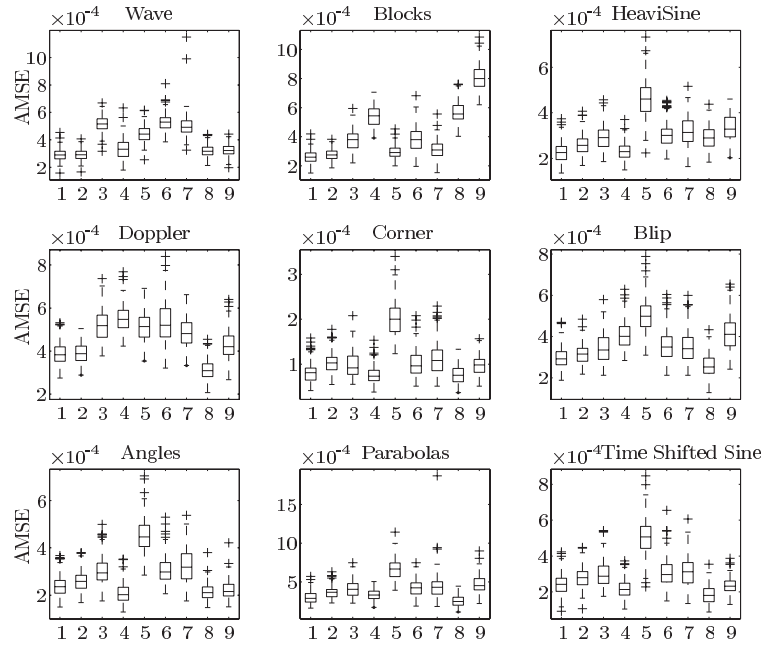 ×10-4 Wave
×10-4 Blocks
×10-4 HeaviSine
AMSE
10
8
6
4
2
1 2 3 4 5 6 7 8 9
10
8
6
4
2
1 2 3 4 5 6 7 8 9
6
4
2
1 2 3 4 5 6 7 8 9
×10-4 Doppler
×10-4 Corner
×10-4 Blip
AMSE
8
6
4
2
1 2 3 4 5 6 7 8 9
3
2
1
1 2 3 4 5 6 7 8 9
8
6
4
2
1 2 3 4 5 6 7 8 9
×10-4 Angles
×10-4 Parabolas
×10-4 Time Shifted Sine
AMSE
6
4
2
1 2 3 4 5 6 7 8 9
15
10
5
1 2 3 4 5 6 7 8 9
8
6
4
2
1 2 3 4 5 6 7 8 9